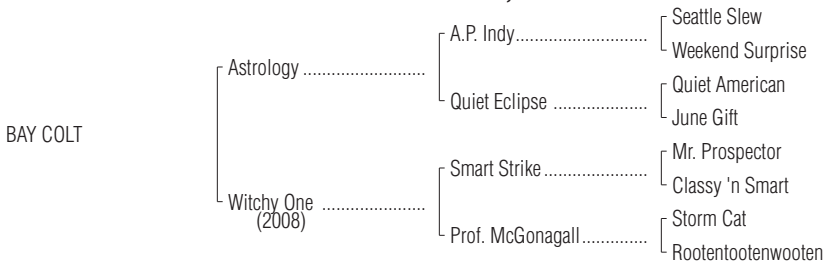 Seattle Slew
A.P. Indy...........................
Weekend Surprise
Astrology ..........................
Quiet American
Quiet Eclipse ....................
June Gift
BAY COLT
Mr. Prospector
Smart Strike......................
Classy 'n Smart
Witchy One ......................
(2008)
Storm Cat
Prof. McGonagall..............
Rootentootenwooten